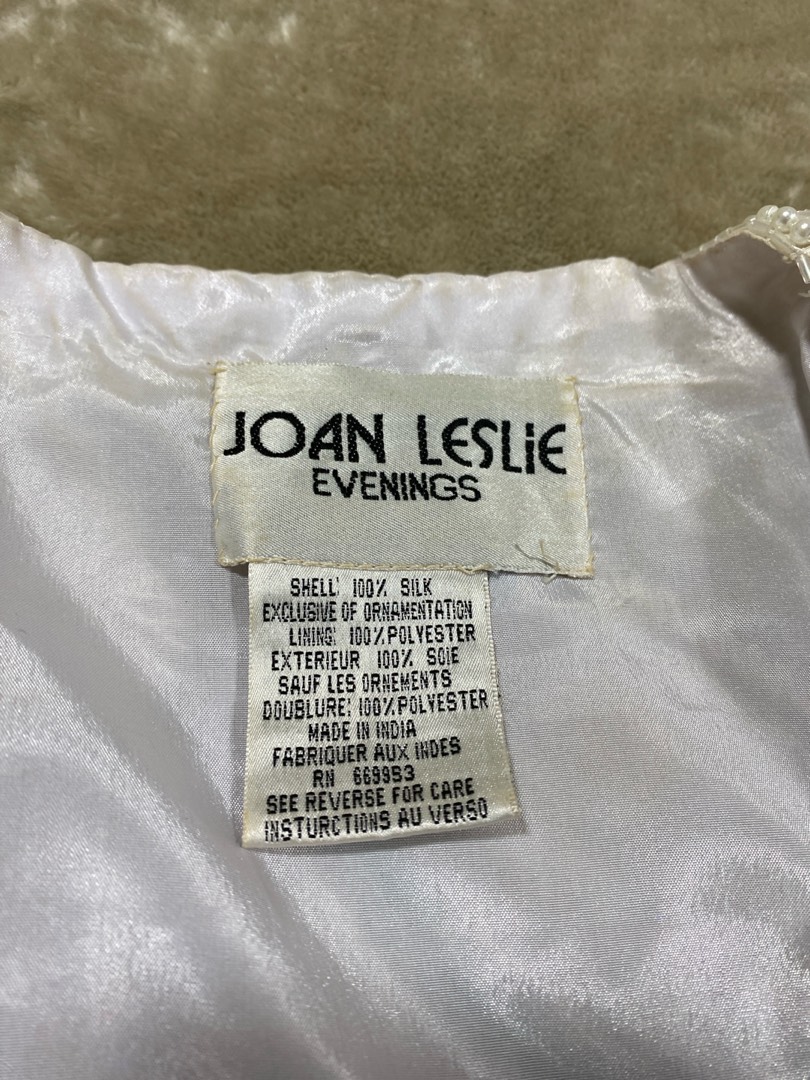 JOAN LESLiE
EVENINGS
SHELL: 100% SILK
EXCLUSIVE OF ORNAMENTATION
LINING: 100% POLYESTER
EXTERIEUR 100% SOIE
SAUF LES ORNEMENTS
DOUBLURE: 100% POLYESTER
MADE IN INDIA
FABRIQUER AUX INDES
RN 669993
SEE REVERSE FOR CARE
INSTURCTIONS AU VERSO